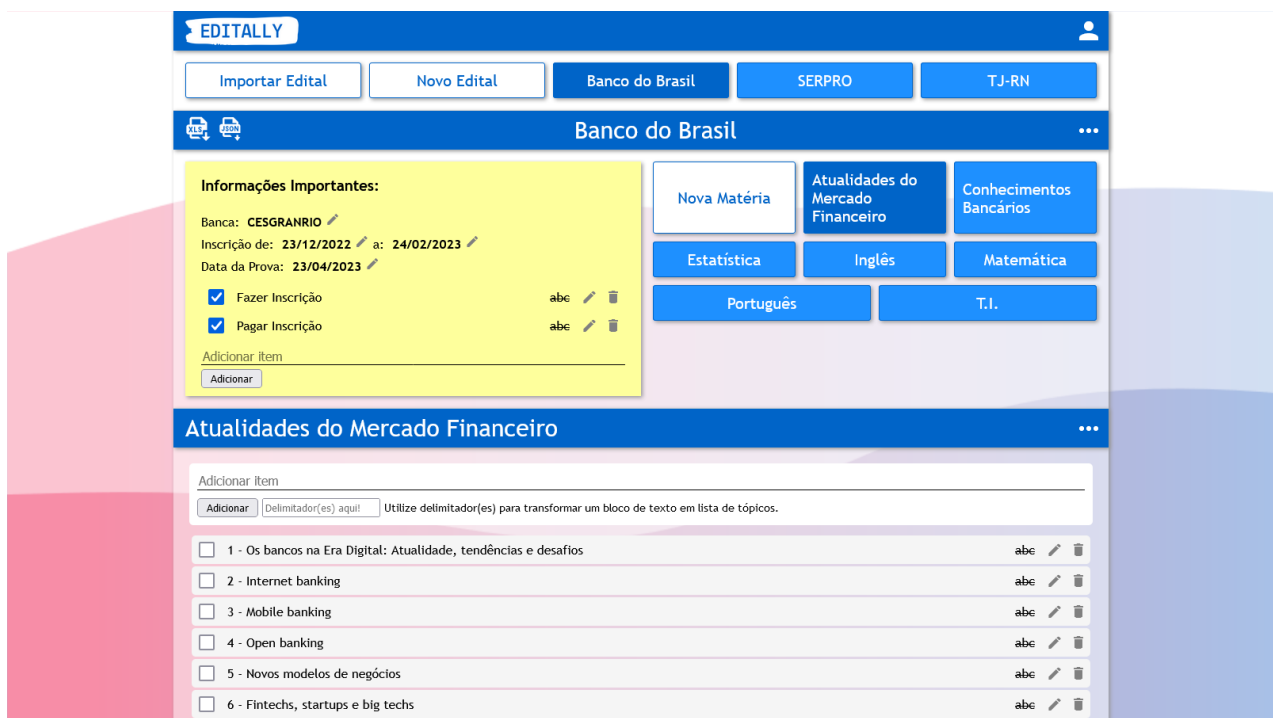 EDITALLY
Importar Edital
Novo Edital
Banco do Brasil
SERPRO
TJ-RN
XLS
JSON
Banco do Brasil
Informações Importantes:
Banca: CESGRANRIO
Inscrição de: 23/12/2022 a: 24/02/2023
Data da Prova: 23/04/2023
Fazer Inscrição
abc
Pagar Inscrição
abc
Adicionar item
Adicionar
Nova Matéria
Atualidades do
Mercado
Financeiro
Conhecimentos
Bancários
Estatística
Inglês
Matemática
Português
T.I.
Atualidades do Mercado Financeiro
Adicionar item
Adicionar
Delimitador(es) aqui!
Utilize delimitador(es) para transformar um bloco de texto em lista de tópicos.
1 - Os bancos na Era Digital: Atualidade, tendências e desafios
abc
2 - Internet banking
abc
3 - Mobile banking
abc
4 - Open banking
abc
5 - Novos modelos de negócios
abc
6 - Fintechs, startups e big techs
abc